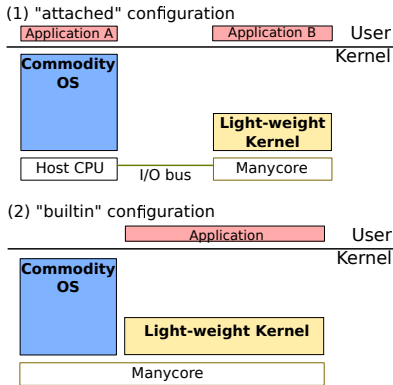 (1) "attached" configuration
Application A
Application B
User
Kernel
Commodity
OS
Light-weight
Kernel
Host CPU
I/O bus
Manycore
(2) "builtin" configuration
Application
User
Kernel
Commodity
OS
Light-weight Kernel
Manycore